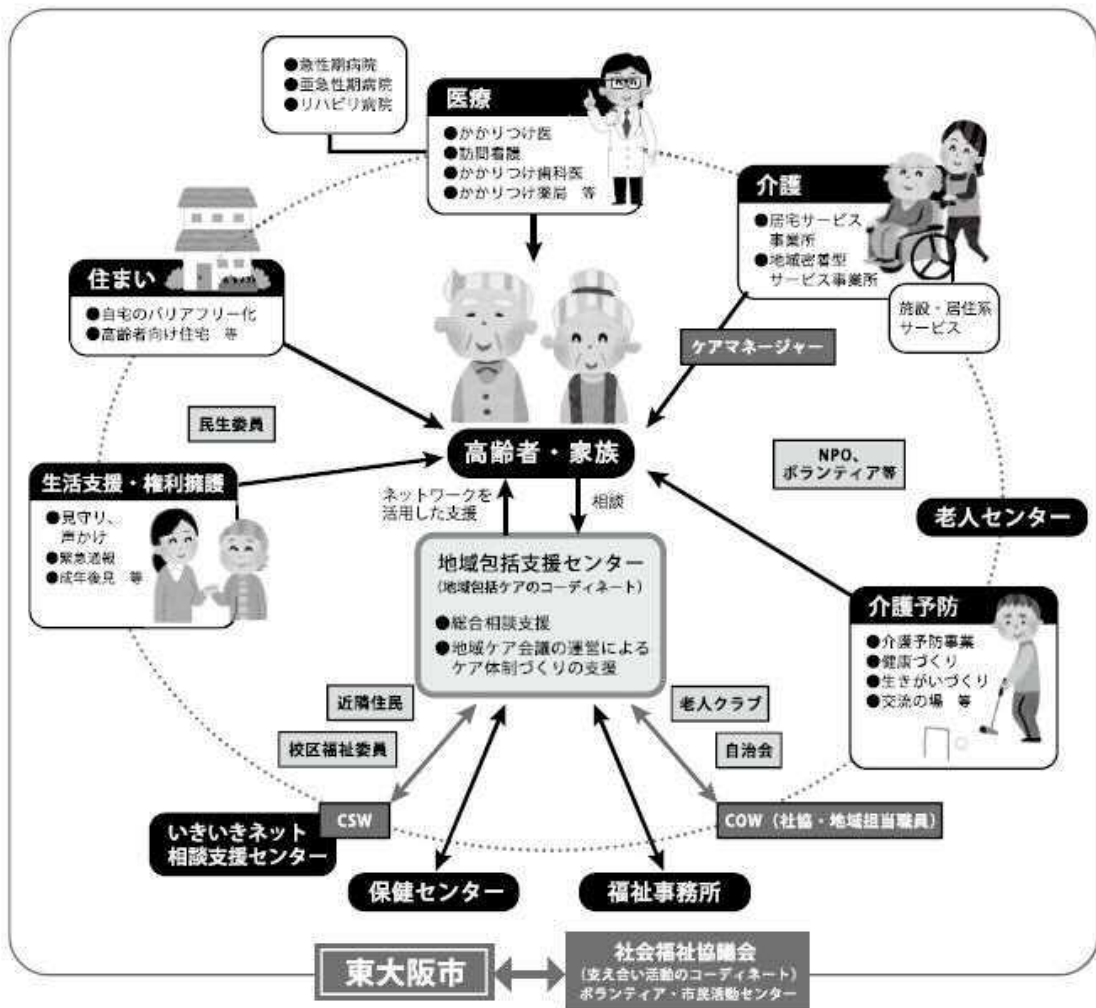 ●急性期病院
●亜急性期病院
●リハビリ病院
医療
●かかりつけ医
●訪問看護
●かかりつけ歯科医
●かかりつけ薬局　等
介護
●居宅サービス
事業所
●地域密着型
サービス事業所
施設・居住系
サービス
住まい
●自宅のバリアフリー化
●高齢者向け住宅　等
ケアマネージャー
民生委員
高齢者・家族
NPO、
ボランティア等
生活支援・権利擁護
●見守り、
声かけ
●緊急通報
●成年後見　等
ネットワークを
活用した支援
相談
老人センター
地域包括支援センター
(地域包括ケアのコーディネート)
●総合相談支援
●地域ケア会議の運営による
ケア体制づくりの支援
介護予防
●介護予防事業
●健康づくり
●生きがいづくり
●交流の場　等
近隣住民
老人クラブ
校区福祉委員
自治会
CSW
COW（社協・地域担当職員）
いきいきネット
相談支援センター
保健センター
福祉事務所
東大阪市
社会福祉協議会
(支え合い活動のコーディネート)
ボランティア・市民活動センター